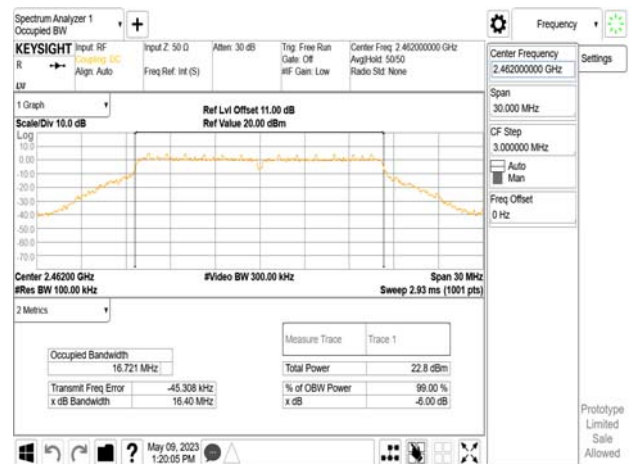 Spectrum Analyzer 1
Occupied BW
Frequency
KEYSIGHT
R
LVI
Input: RF
Coupling: DC
Align: Auto
Input Z: 50 Ω
Freq Ref: Int (S)
Atten: 30 dB
Trig: Free Run
Gate: Off
#IF Gain: Low
Center Freq: 2.462000000 GHz
Avg|Hold: 50/50
Radio Std: None
Center Frequency
2.462000000 GHz
Settings
Span
30.000 MHz
CF Step
3.000000 MHz
Auto
Man
Freq Offset
0 Hz
1 Graph
Scale/Div 10.0 dB
Ref Lvl Offset 11.00 dB
Ref Value 20.00 dBm
Log
10.0
0.00
-10.0
-20.0
-30.0
-40.0
-50.0
-60.0
-70.0
Center 2.46200 GHz
#Res BW 100.00 kHz
#Video BW 300.00 kHz
Span 30 MHz
Sweep 2.93 ms (1001 pts)
2 Metrics
Measure Trace
Trace 1
Occupied Bandwidth
16.721 MHz
Total Power
22.8 dBm
Transmit Freq Error
-45.308 kHz
% of OBW Power
99.00 %
x dB Bandwidth
16.40 MHz
x dB
-6.00 dB
Prototype
Limited
Sale
Allowed
?
May 09, 2023
1:20:05 PM